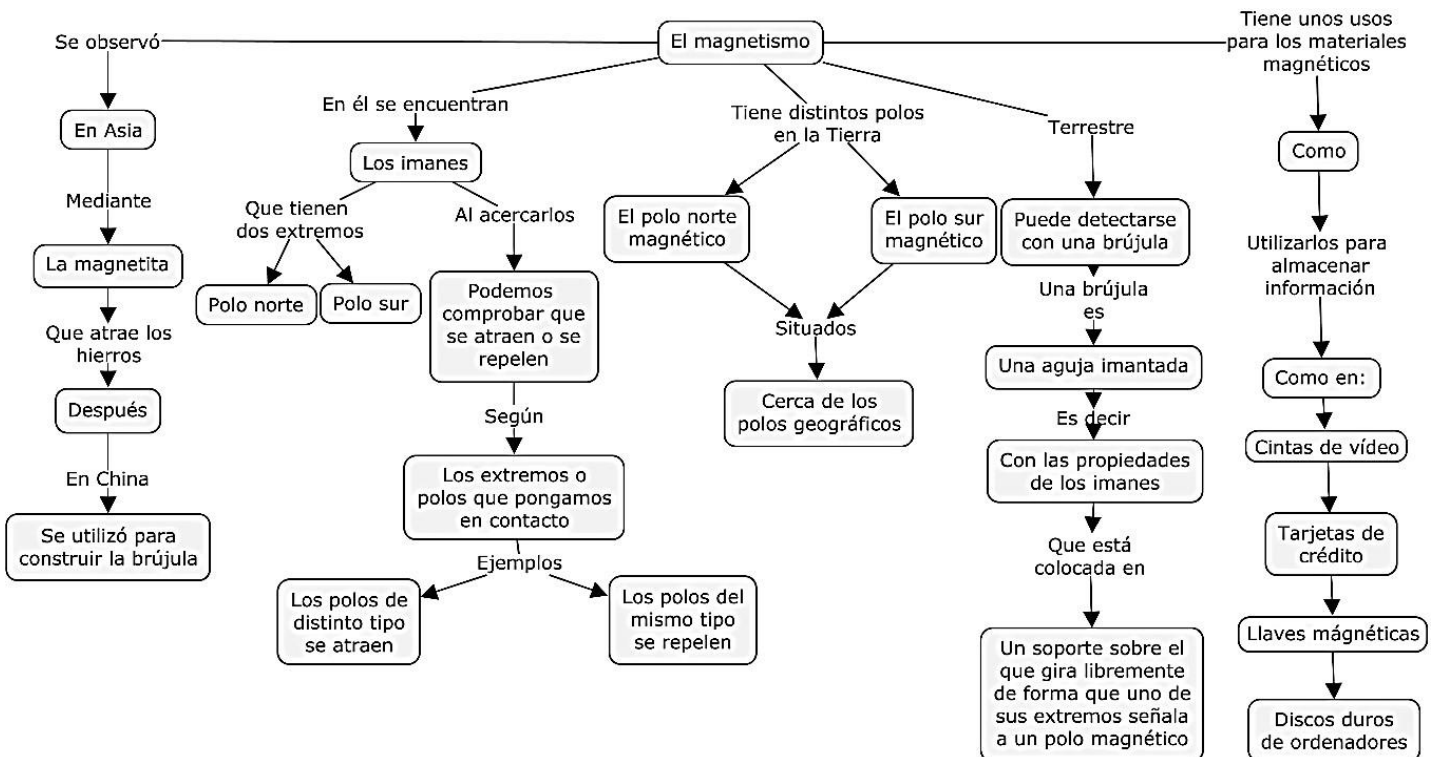 El magnetismo
Se observó
En Asia
Mediante
La magnetita
Que atrae los
hierros
Después
En China
Se utilizó para
construir la brújula
En él se encuentran
Los imanes
Que tienen
dos extremos
Polo norte
Polo sur
Al acercarlos
Podemos
comprobar que
se atraen o se
repelen
Según
Los extremos o
polos que pongamos
en contacto
Ejemplos
Los polos de
distinto tipo
se atraen
Los polos del
mismo tipo
se repelen
Tiene distintos polos
en la Tierra
El polo norte
magnético
El polo sur
magnético
Situados
Cerca de los
polos geográficos
Terrestre
Puede detectarse
con una brújula
Una brújula
es
Una aguja imantada
Es decir
Con las propiedades
de los imanes
Que está
colocada en
Un soporte sobre el
que gira libremente
de forma que uno de
sus extremos señala
a un polo magnético
Tiene unos usos
para los materiales
magnéticos
Como
Utilizarlos para
almacenar
información
Como en:
Cintas de vídeo
Tarjetas de
crédito
Llaves mágnéticas
Discos duros
de ordenadores